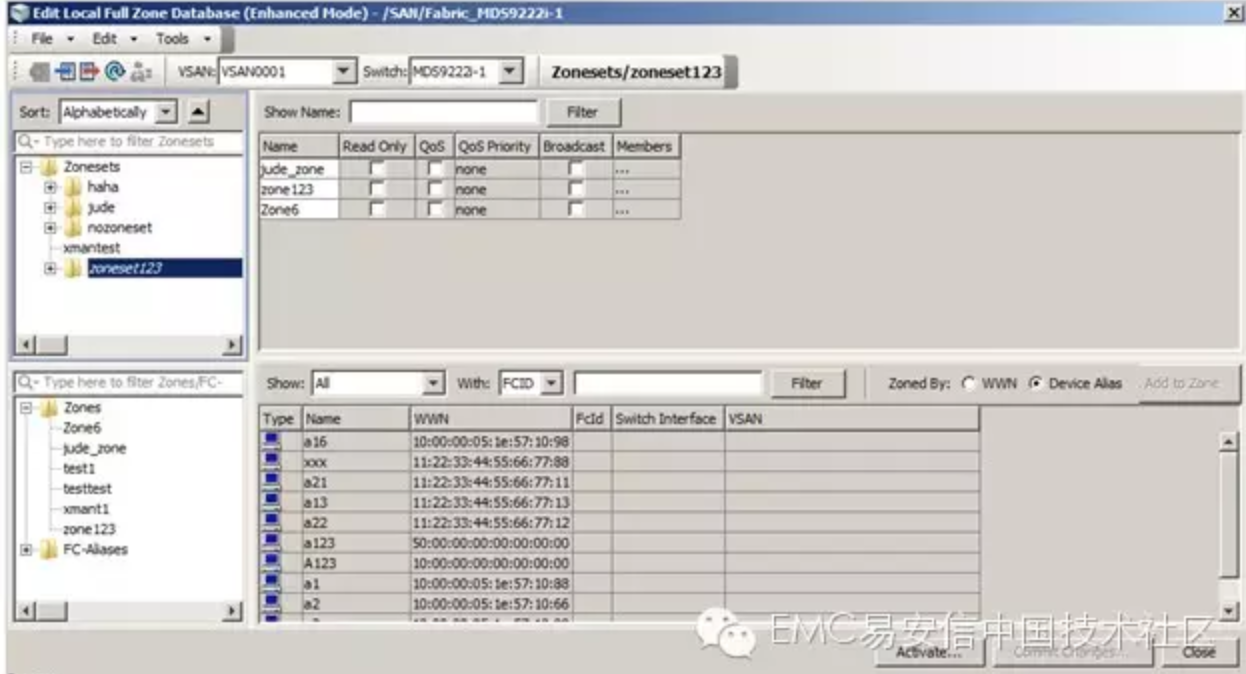 Edit Local Full Zone Database (Enhanced Mode) - /SAN/Fabric_MDS9222i-1
File Edit Tools
VSAN: VSAN0001 Switch: MDS9222i-1 Zonesets/zoneset123
Sort: Alphabetically
Type here to filter Zonesets
Zonesets
haha
jude
nozoneset
xmantest
zoneset123
Show Name: Filter
Name Read Only QoS QoS Priority Broadcast Members
jude_zone none ...
zone123 none ...
Zone6 none ...
Type here to filter Zones/FC-
Zones
Zone6
jude_zone
test1
testtest
xmant1
zone123
FC-Aliases
Show: All With: FCID Filter Zoned By: WWN Device Alias Add to Zone
Type Name WWN FcId Switch Interface VSAN
a16 10:00:00:05:1e:57:10:98
xxx 11:22:33:44:55:66:77:88
a21 11:22:33:44:55:66:77:11
a13 11:22:33:44:55:66:77:13
a22 11:22:33:44:55:66:77:12
a123 50:00:00:00:00:00:00:00
A123 10:00:00:00:00:00:00:00
a1 10:00:00:05:1e:57:10:88
a2 10:00:00:05:1e:57:10:66
EMC易安信中国技术社区
Activate... Commit Changes... Close